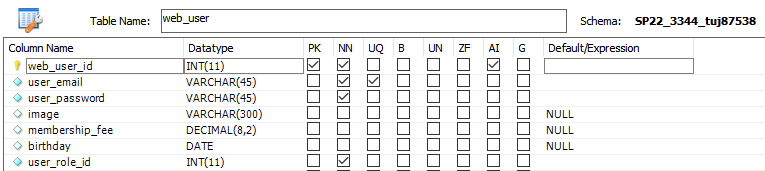 Table Name: web_user Schema: SP22_3344_tuj87538
Column Name Datatype PK NN UQ B UN ZF AI G Default/Expression
web_user_id INT(11)
user_email VARCHAR(45)
user_password VARCHAR(45)
image VARCHAR(300) NULL
membership_fee DECIMAL(8,2) NULL
birthday DATE NULL
user_role_id INT(11)